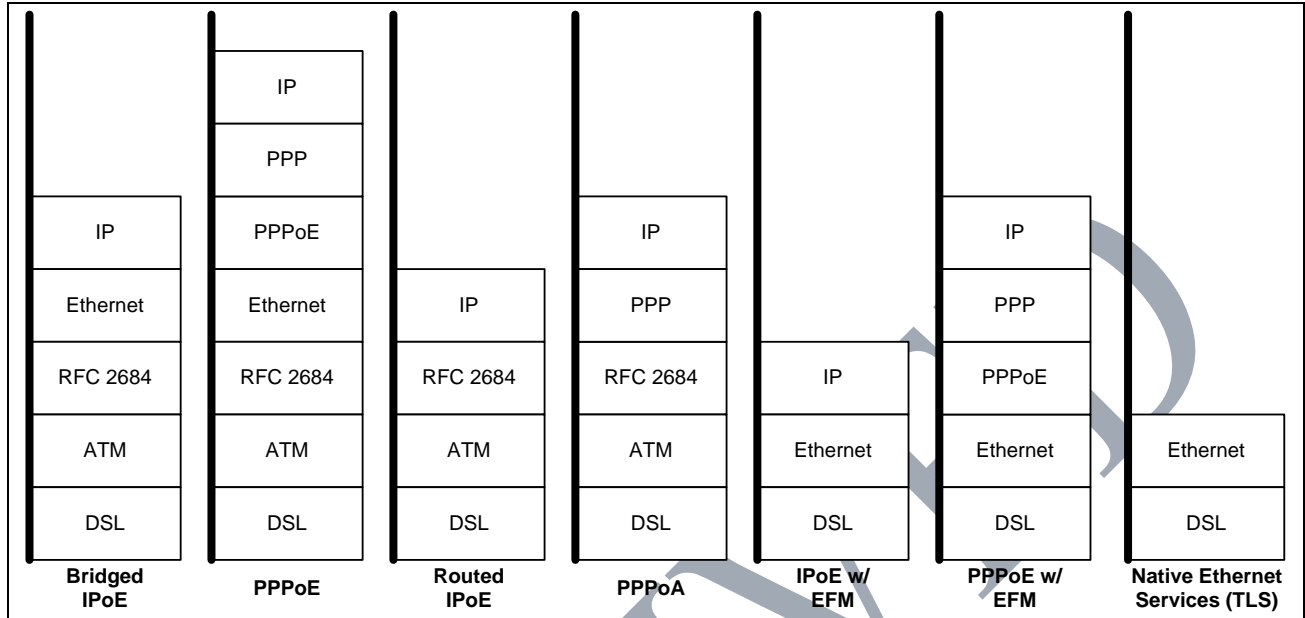 IP
PPP
IP
PPPoE
IP
IP
Ethernet
Ethernet
IP
PPP
PPP
RFC 2684
RFC 2684
RFC 2684
RFC 2684
IP
PPPoE
ATM
ATM
ATM
ATM
Ethernet
Ethernet
Ethernet
DSL
DSL
DSL
DSL
DSL
DSL
DSL
Bridged
IPoE
PPPoE
Routed
IPoE
PPPoA
IPoE w/
EFM
PPPoE w/
EFM
Native Ethernet
Services (TLS)